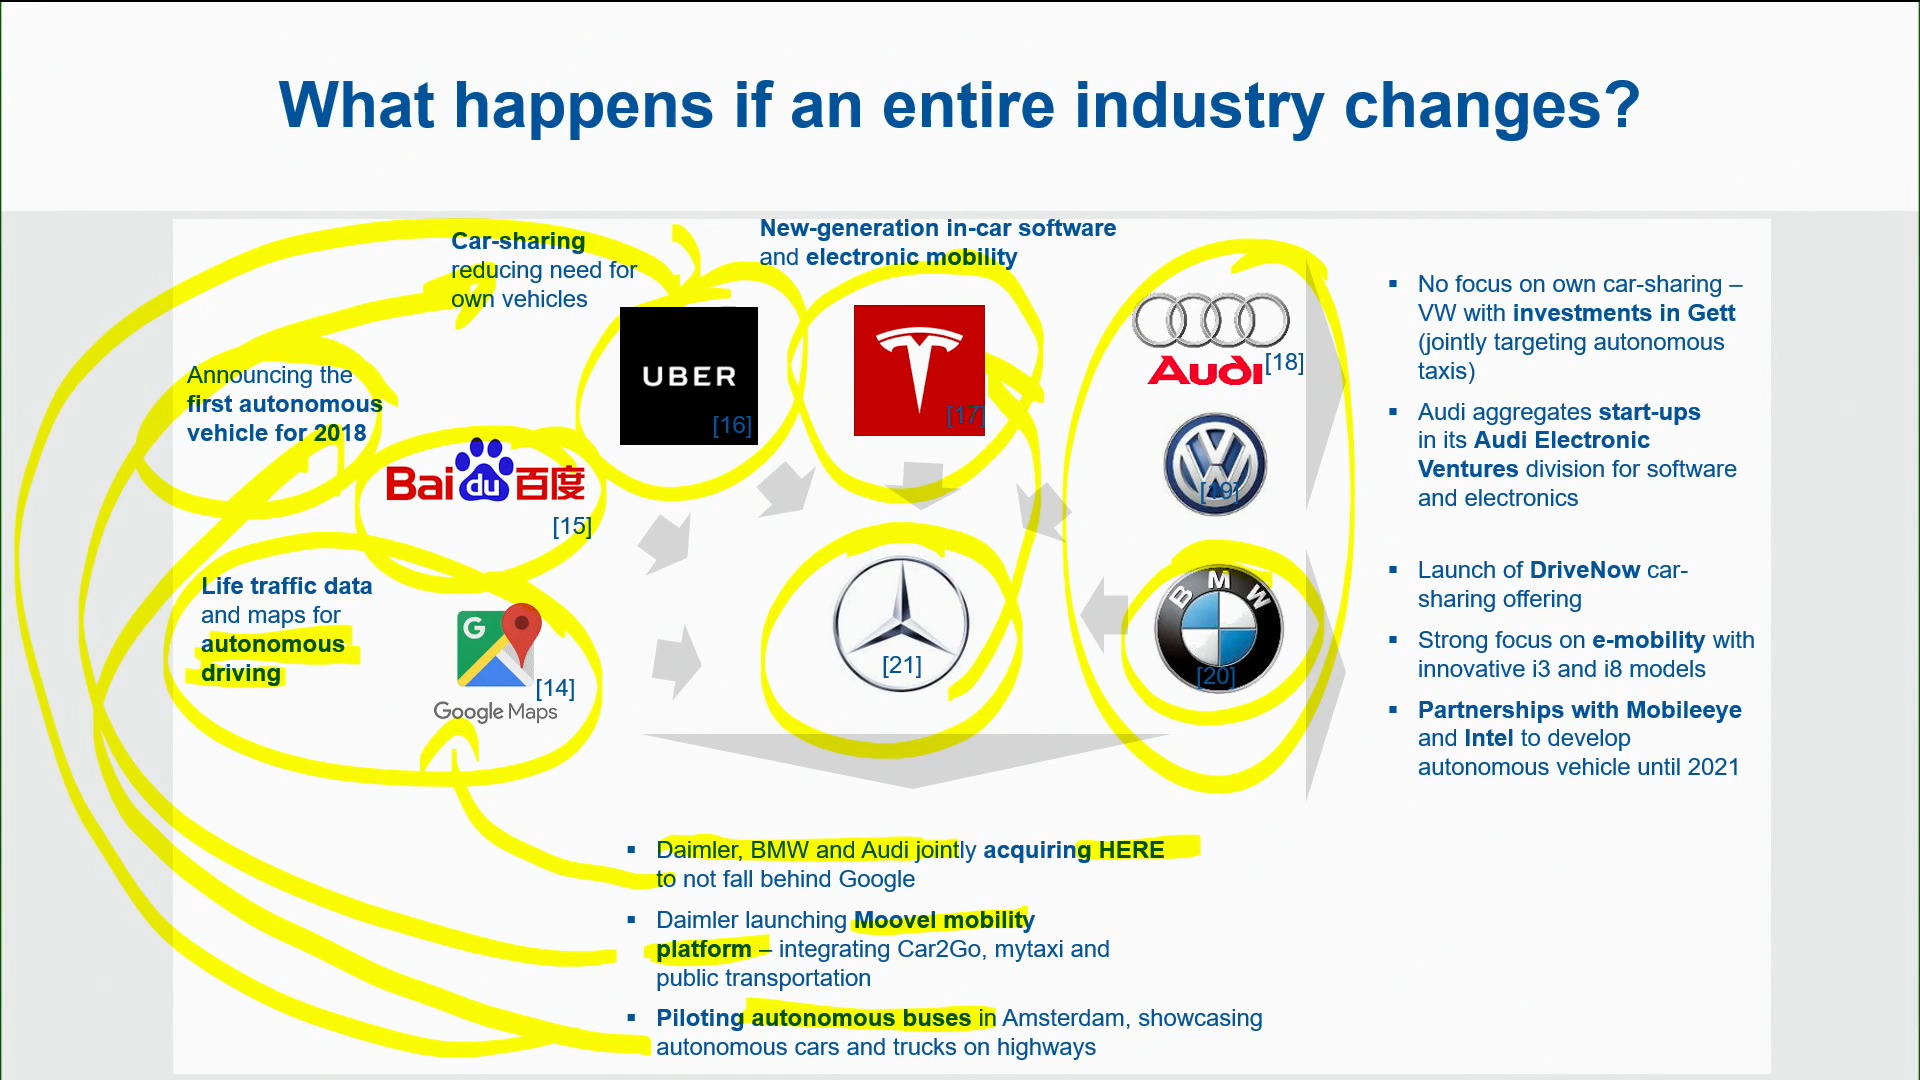 What happens if an entire industry changes?
Car-sharing
reducing need for
own vehicles
New-generation in-car software
and electronic mobility
Announcing the
first autonomous
vehicle for 2018
Life traffic data
and maps for
autonomous
driving
Bai du 百度
[15]
G
[14]
Google Maps
UBER
[16]
[17]
Audi
[18]
[19]
BMW
[20]
[21]
▪ No focus on own car-sharing –
VW with investments in Gett
(jointly targeting autonomous
taxis)
▪ Audi aggregates start-ups
in its Audi Electronic
Ventures division for software
and electronics
▪ Launch of DriveNow car-
sharing offering
▪ Strong focus on e-mobility with
innovative i3 and i8 models
▪ Partnerships with Mobileeye
and Intel to develop
autonomous vehicle until 2021
▪ Daimler, BMW and Audi jointly acquiring HERE
to not fall behind Google
▪ Daimler launching Moovel mobility
platform – integrating Car2Go, mytaxi and
public transportation
▪ Piloting autonomous buses in Amsterdam, showcasing
autonomous cars and trucks on highways